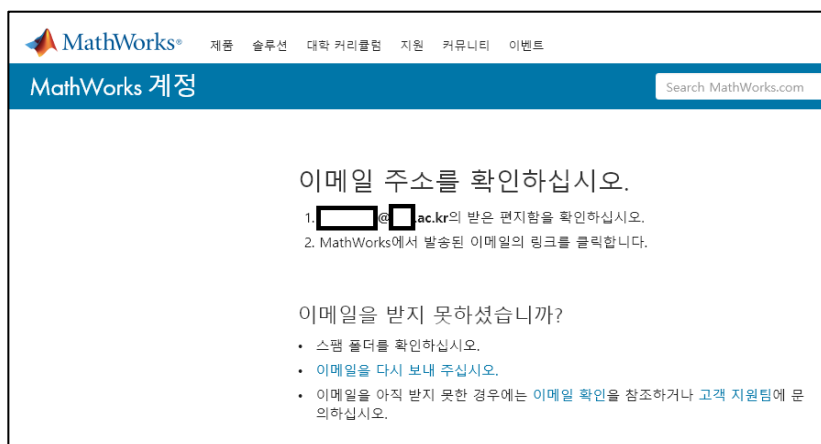 MathWorks®
제품 솔루션 대학 커리큘럼 지원 커뮤니티 이벤트
MathWorks 계정
Search MathWorks.com
이메일 주소를 확인하십시오.
1. @ .ac.kr의 받은 편지함을 확인하십시오.
2. MathWorks에서 발송된 이메일의 링크를 클릭합니다.
이메일을 받지 못하셨습니까?
• 스팸 폴더를 확인하십시오.
• 이메일을 다시 보내 주십시오.
• 이메일을 아직 받지 못한 경우에는 이메일 확인을 참조하거나 고객 지원팀에 문
의하십시오.